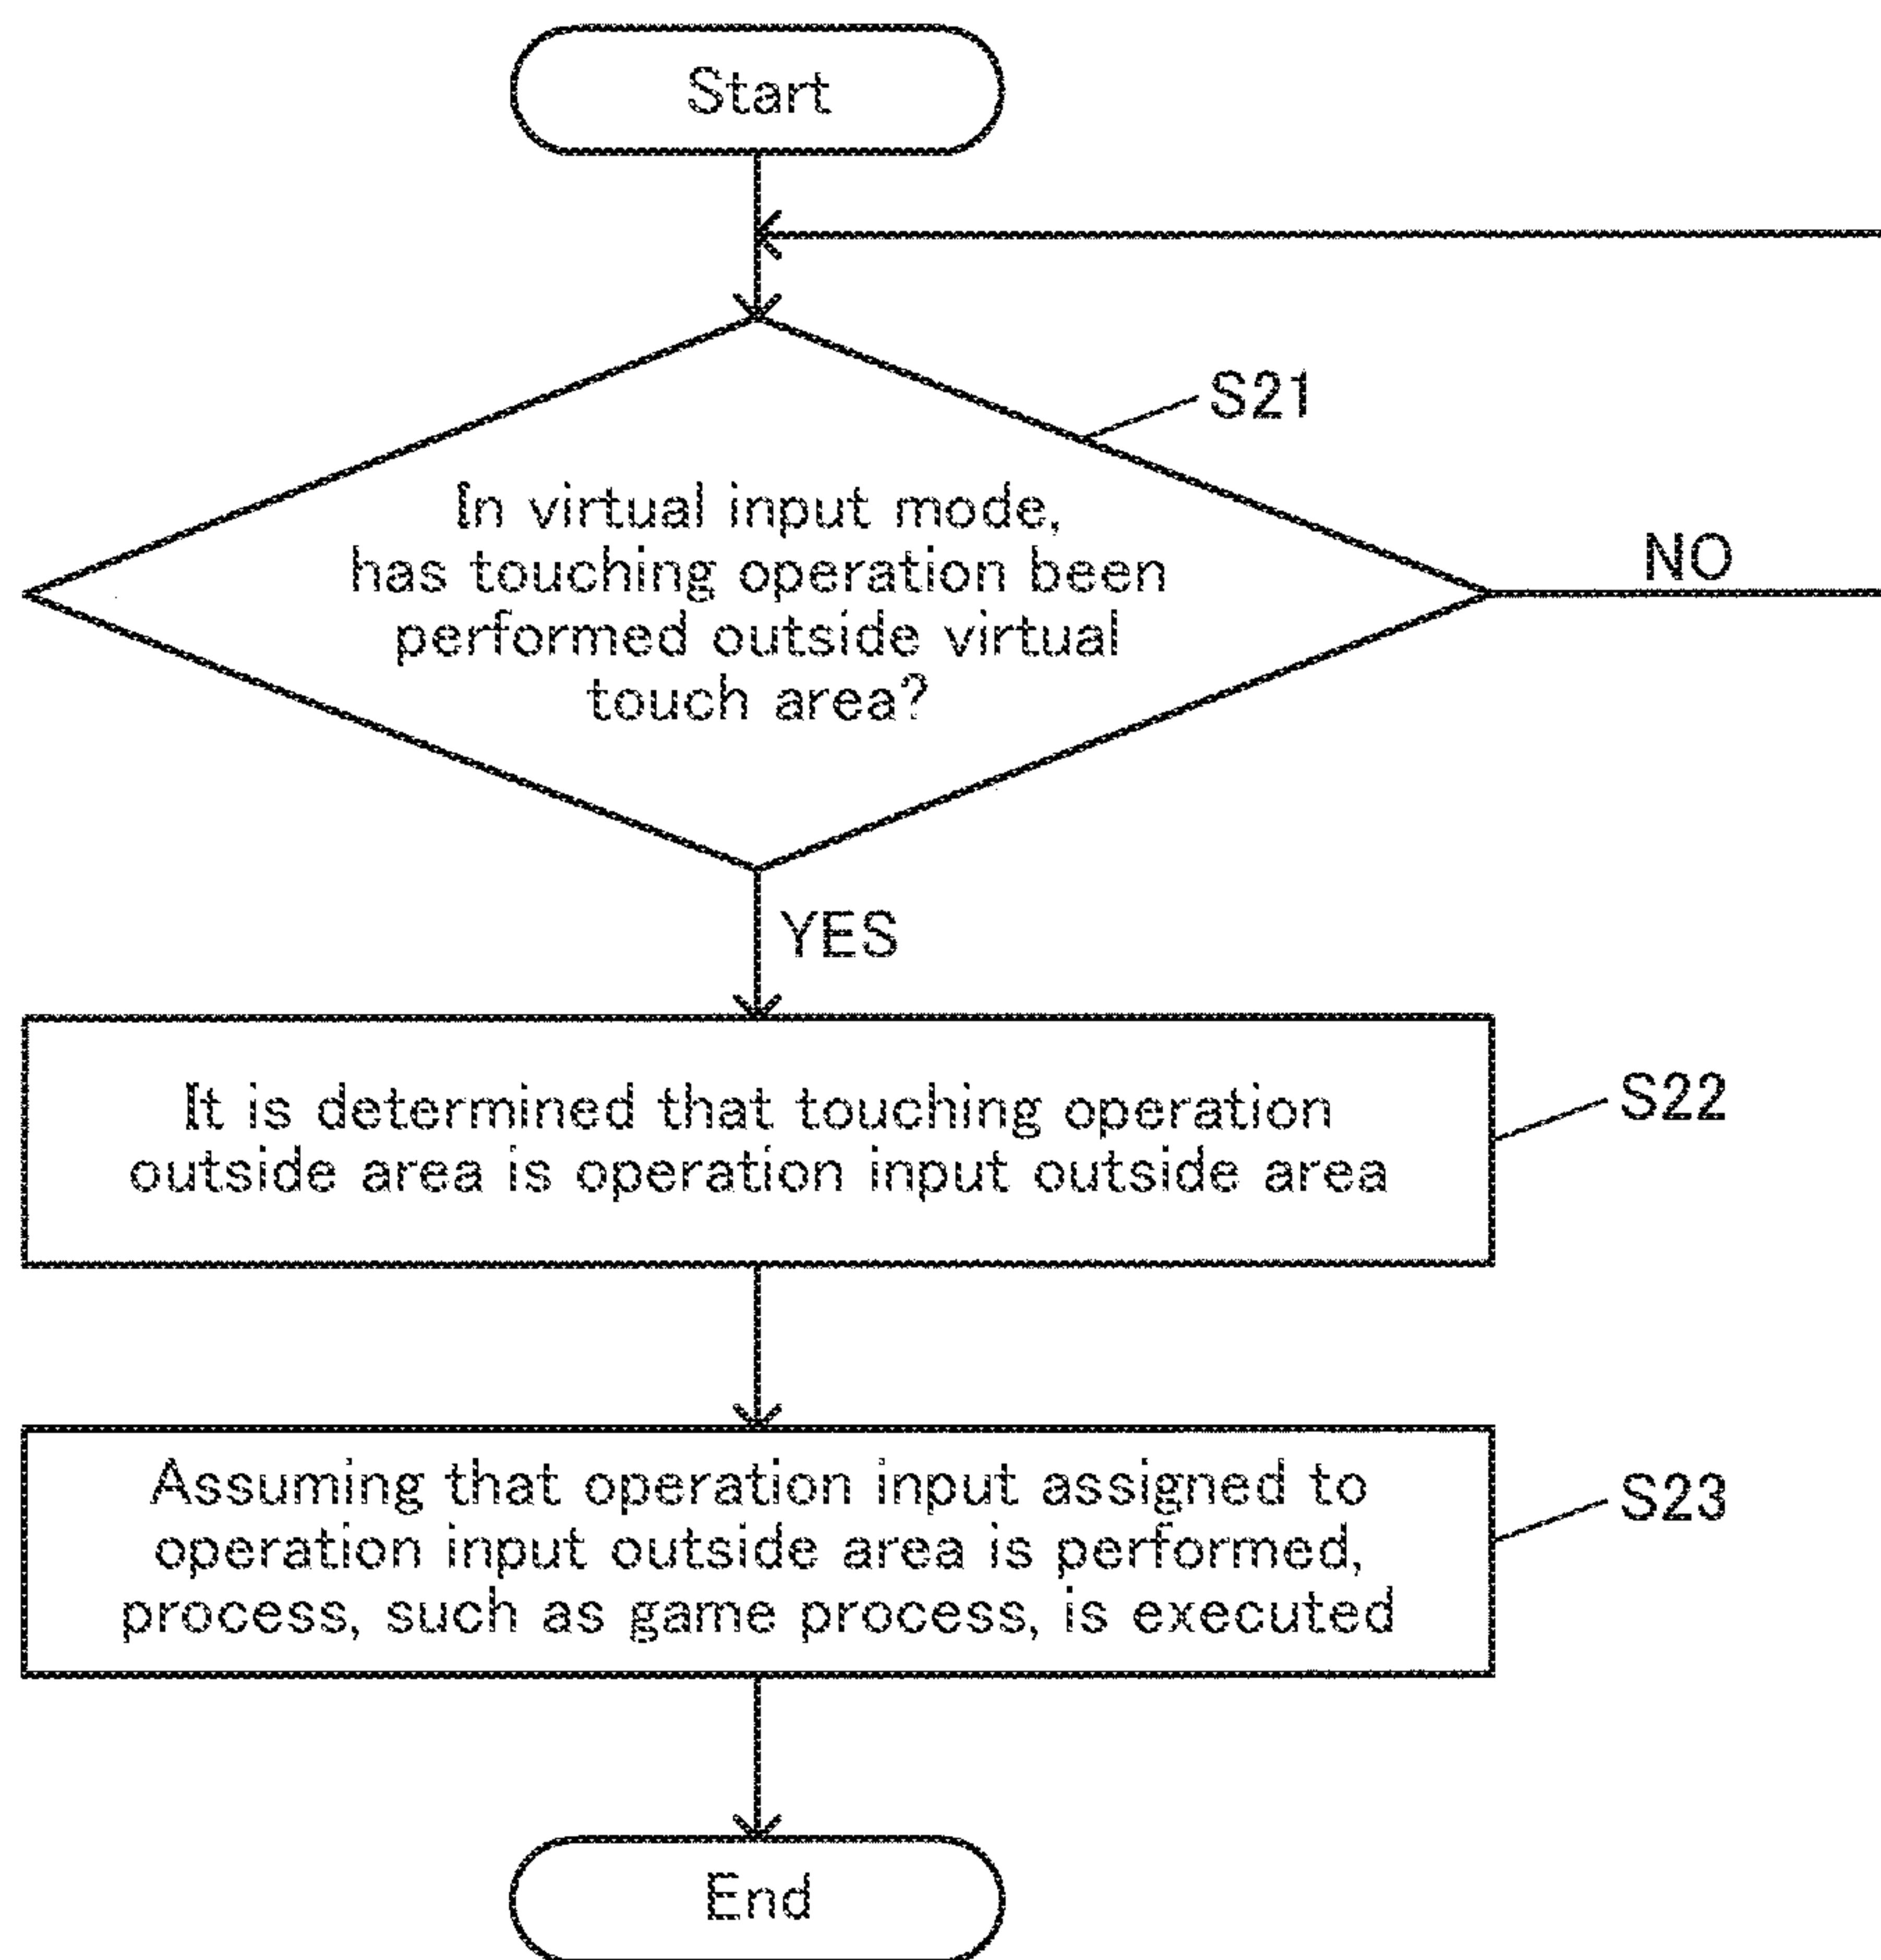 Start
S21
In virtual input mode,
has touching operation been
performed outside virtual
touch area?
NO
YES
It is determined that touching operation
outside area is operation input outside area
S22
Assuming that operation input assigned to
operation input outside area is performed,
process, such as game process, is executed
S23
End